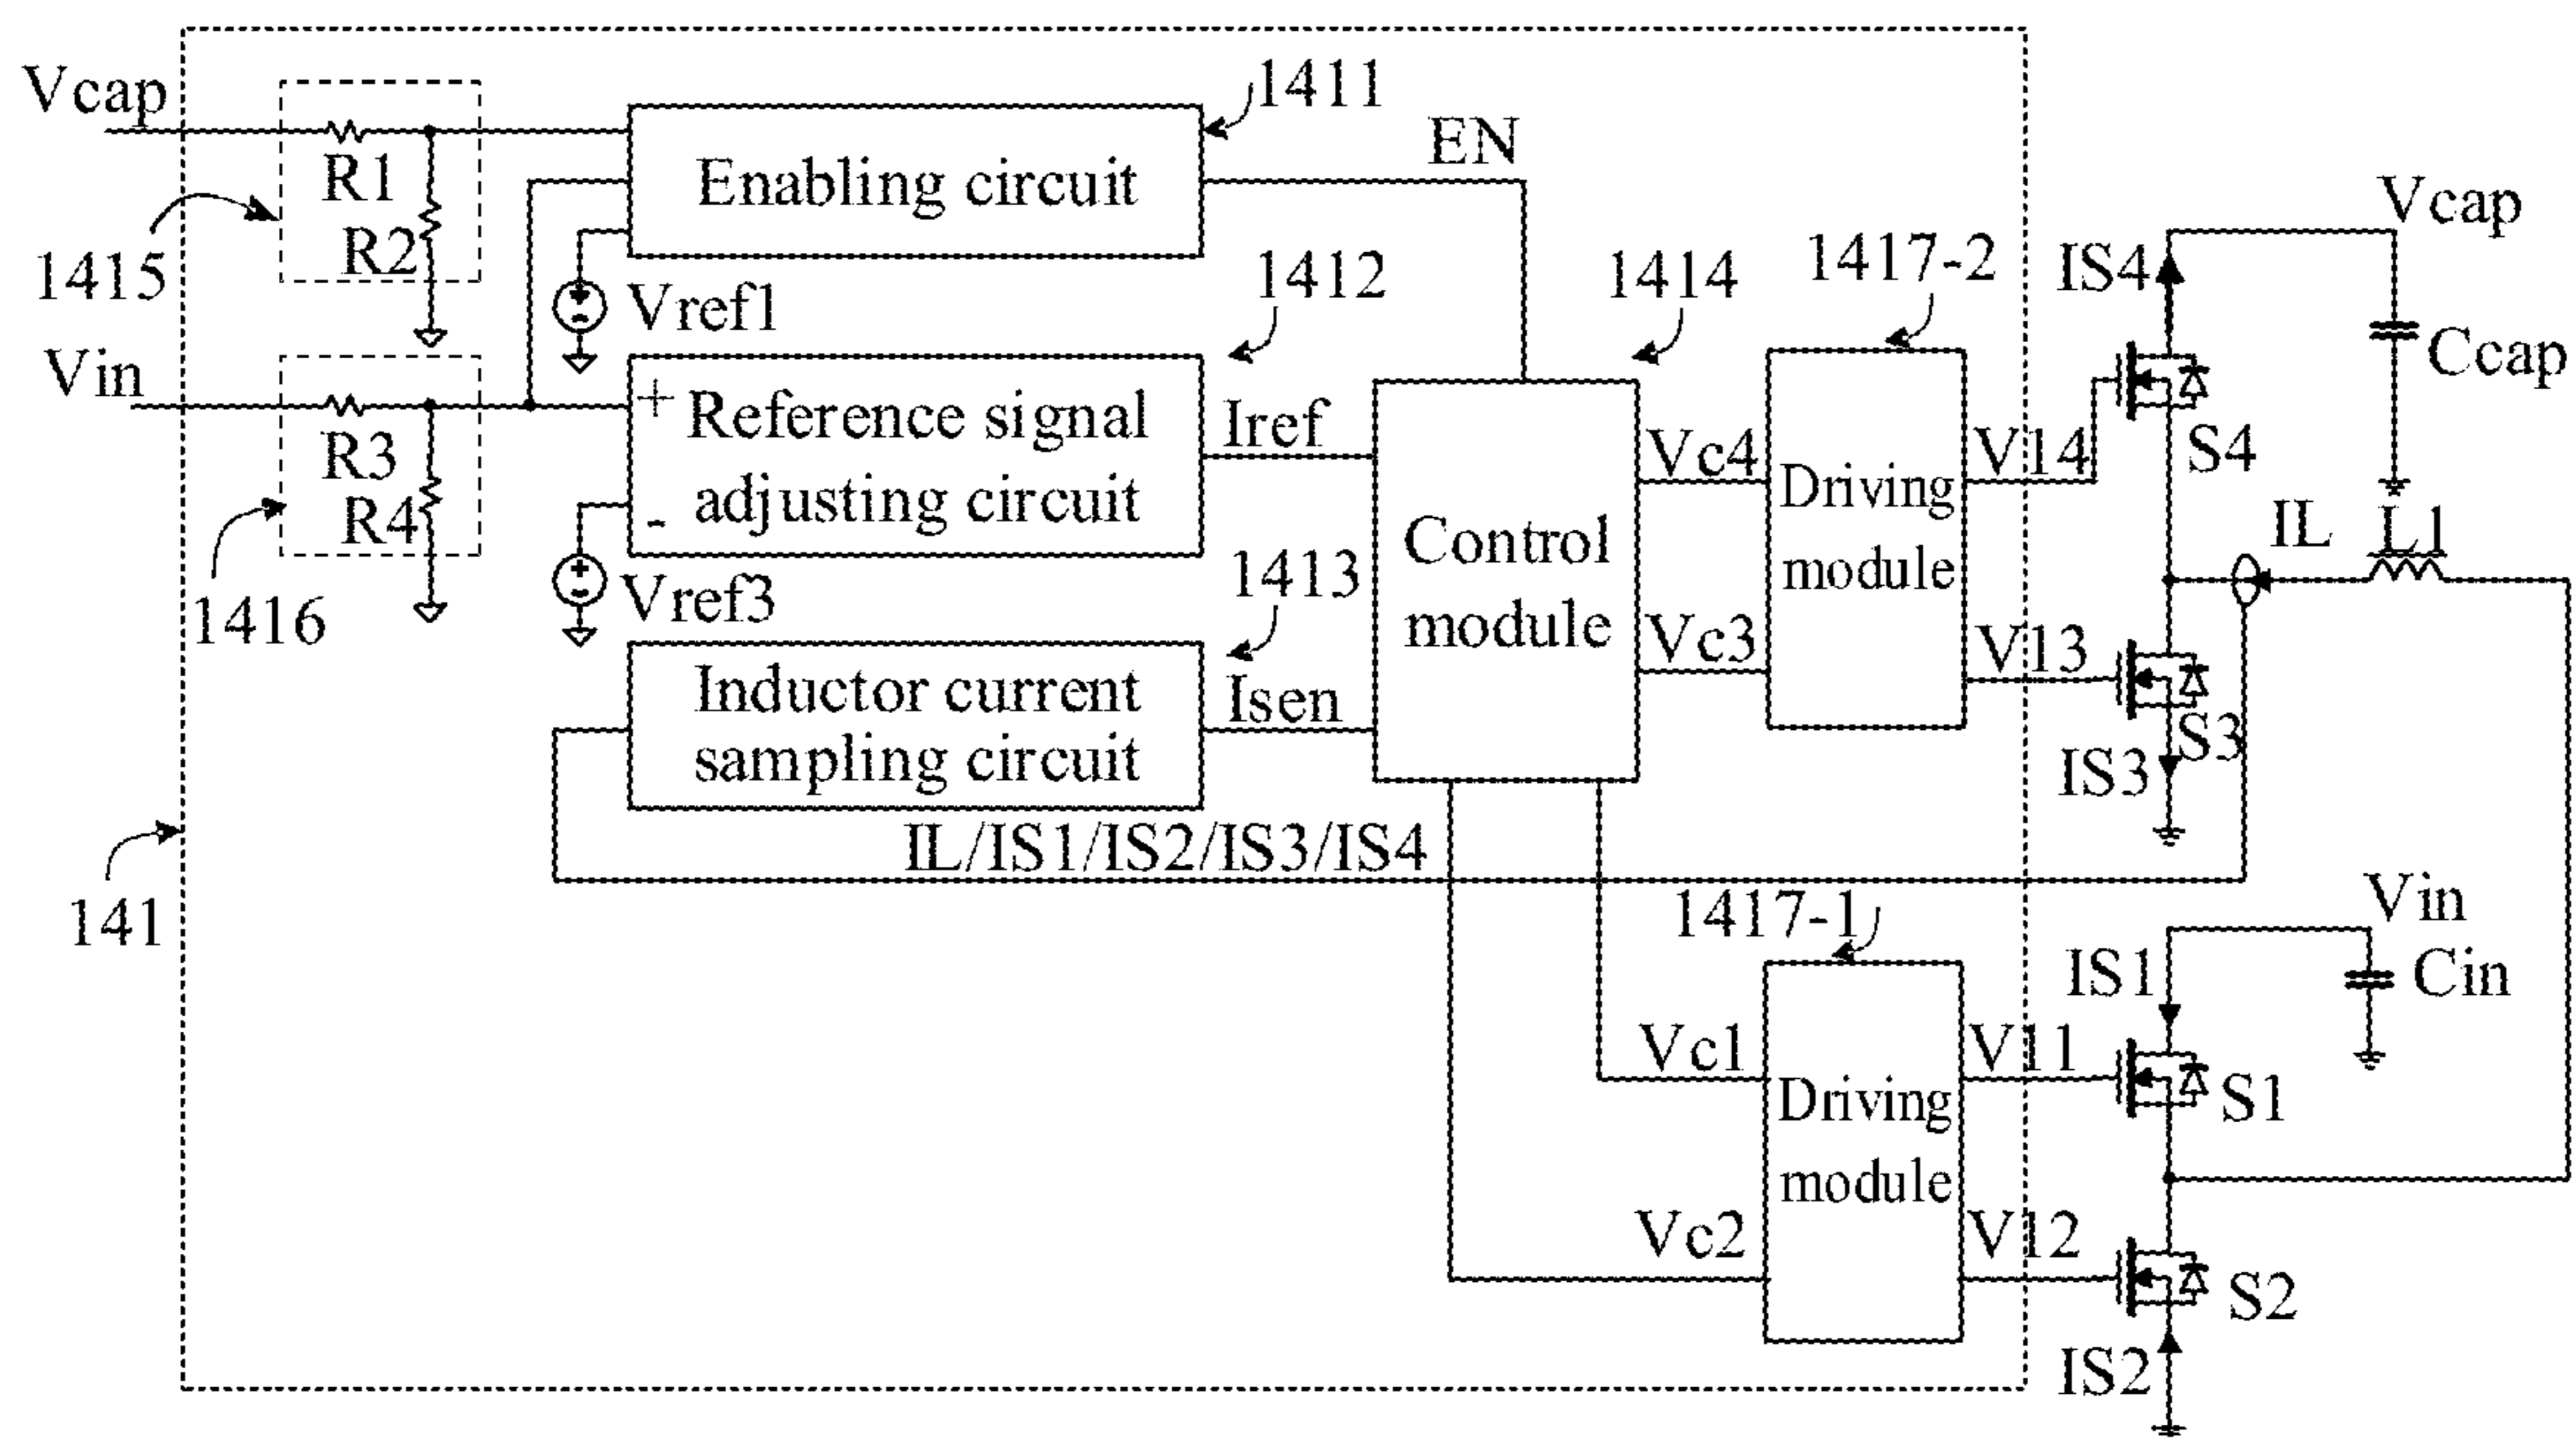 Vcap
1411
EN
R1
Enabling circuit
Vcap
R2
1415
Vref1
1412
1414
1417-2
IS4
Vin
Ccap
+
Reference signal
adjusting circuit
-
Iref
R3
R4
Vc4
V14
S4
Driving
module
Control
module
IL
L1
1416
Vref3
1413
Vc3
V13
Inductor current
sampling circuit
Isen
S3
IS3
IL/IS1/IS2/IS3/IS4
141
1417-1
Vin
IS1
Cin
Vc1
V11
Driving
module
S1
Vc2
V12
S2
IS2